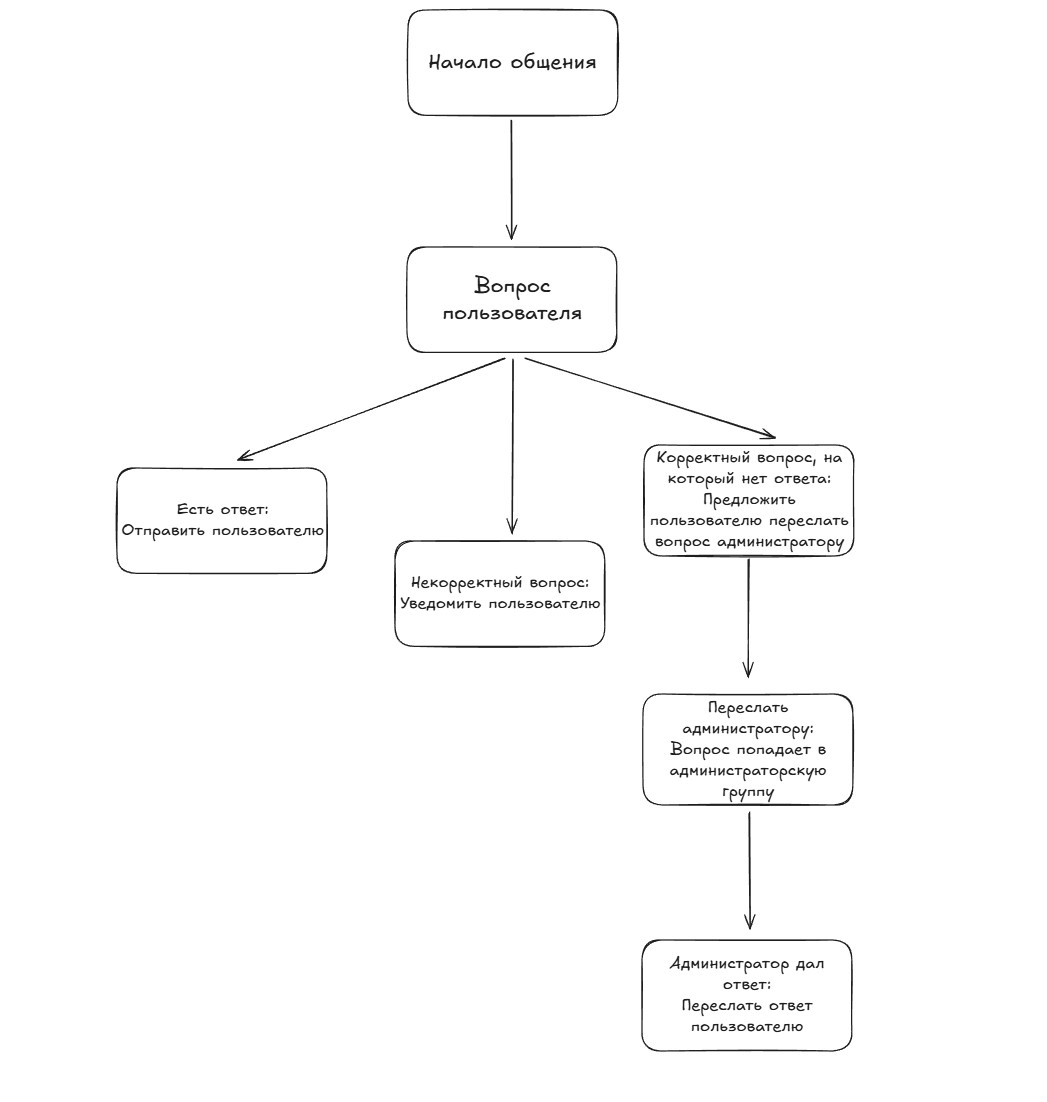 Начало общения
Вопрос
пользователя
Есть ответ:
Отправить пользователю
Некорректный вопрос:
Уведомить пользователю
Корректный вопрос, на
который нет ответа:
Предложить
пользователю переслать
вопрос администратору
Переслать
администратору:
Вопрос попадает в
администраторскую
группу
Администратор дал
ответ:
Переслать ответ
пользователю